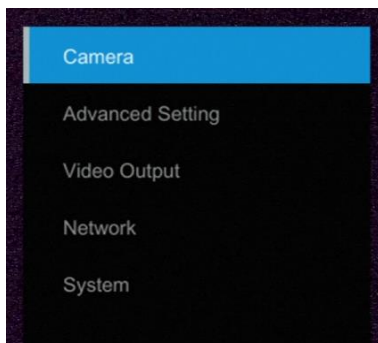 Camera
Advanced Setting
Video Output
Network
System